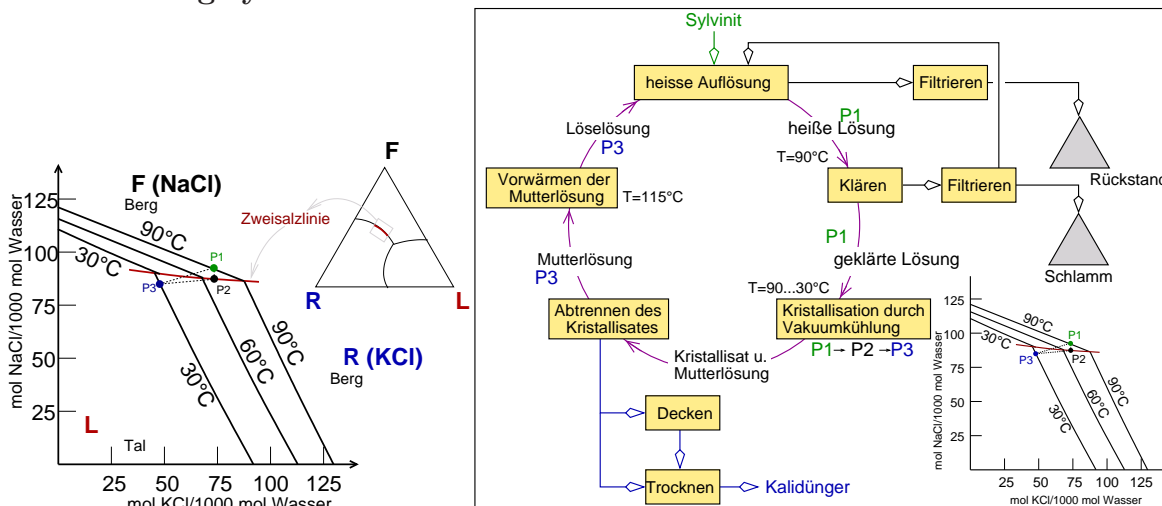 Sylvinit
heisse Auflösung
Filtrieren
P1
heiße Lösung
T=90°C
Löselösung
P3
Vorwärmen der
Mutterlösung
T=115°C
Klären
Filtrieren
Rückstand
Schlamm
P1
geklärte Lösung
T=90...30°C
Mutterlösung
P3
Abtrennen des
Kristallisates
Kristallisation durch
Vakuumkühlung
P1 → P2 → P3
Kristallisat u.
Mutterlösung
Decken
Trocknen
Kalidünger
F
R
L
Zweisalzlinie
F (NaCl)
Berg
125
100
75
50
25
mol NaCl/1000 mol Wasser
90°C
30°C
P1
P2
P3
90°C
60°C
30°C
R (KCl)
Berg
L
Tal
25
50
75
100
125
mol KCl/1000 mol Wasser
125
100
75
50
25
mol NaCl/1000 mol Wasser
90°C
30°C
P1
P2
P3
90°C
60°C
30°C
25
50
75
100
125
mol KCl/1000 mol Wasser